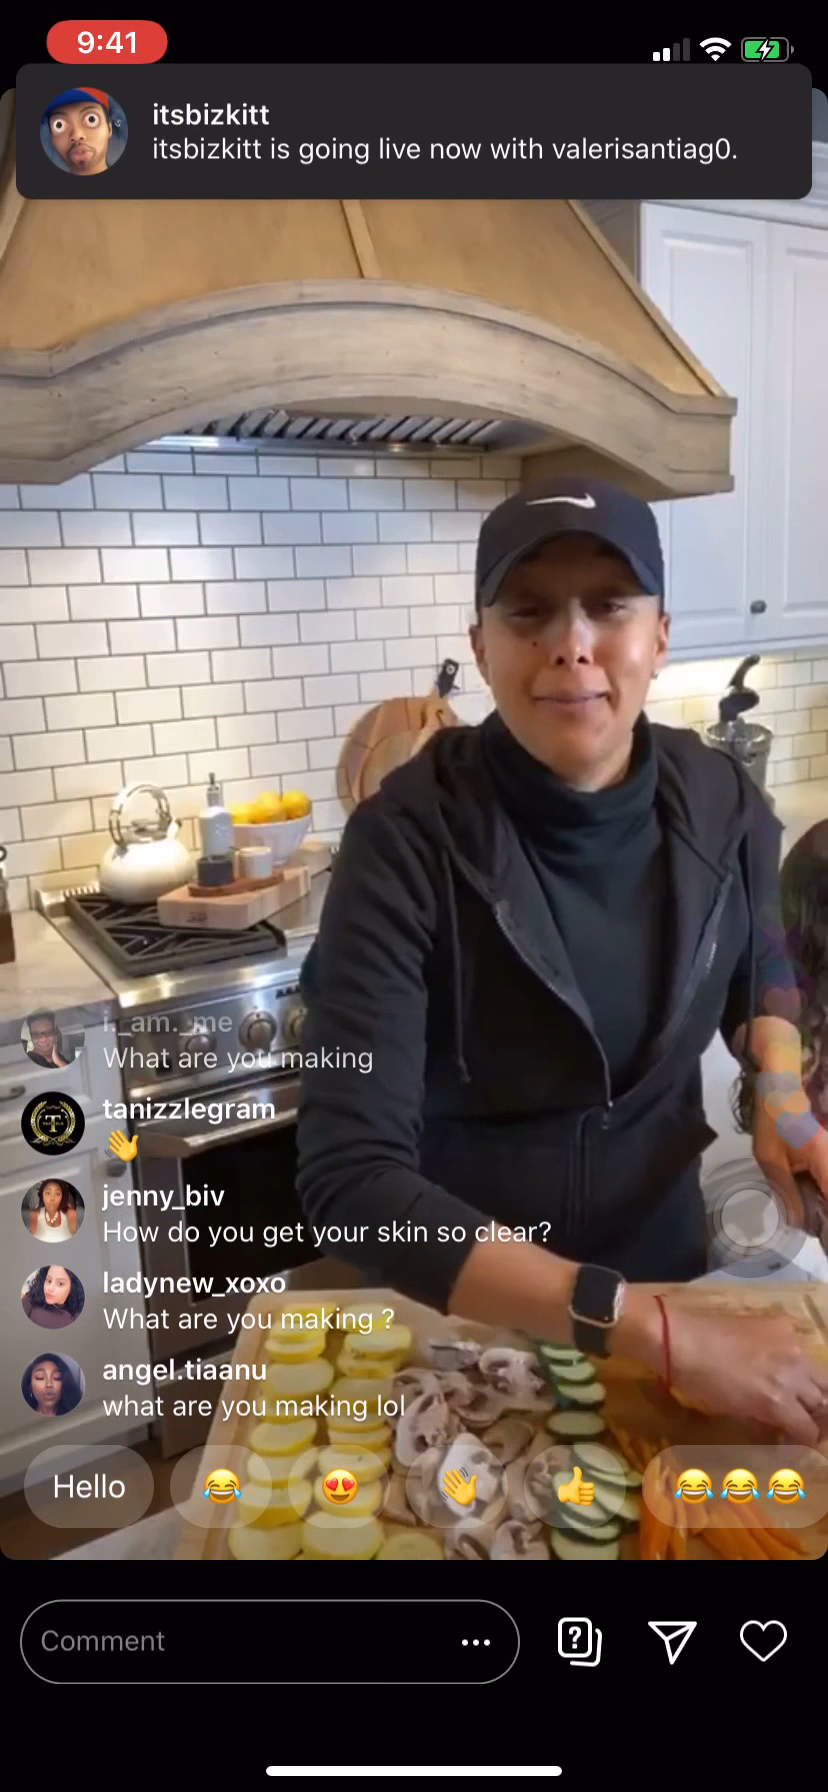 9:41
itsbizkitt
itsbizkitt is going live now with valerisantiag0.
i._am._me
What are you making
tanizzlegram
👋
jenny_biv
How do you get your skin so clear?
ladynew_xoxo
What are you making ?
angel.tiaanu
what are you making lol
Hello 😂 😍 👋 👍 😂😂😂
Comment